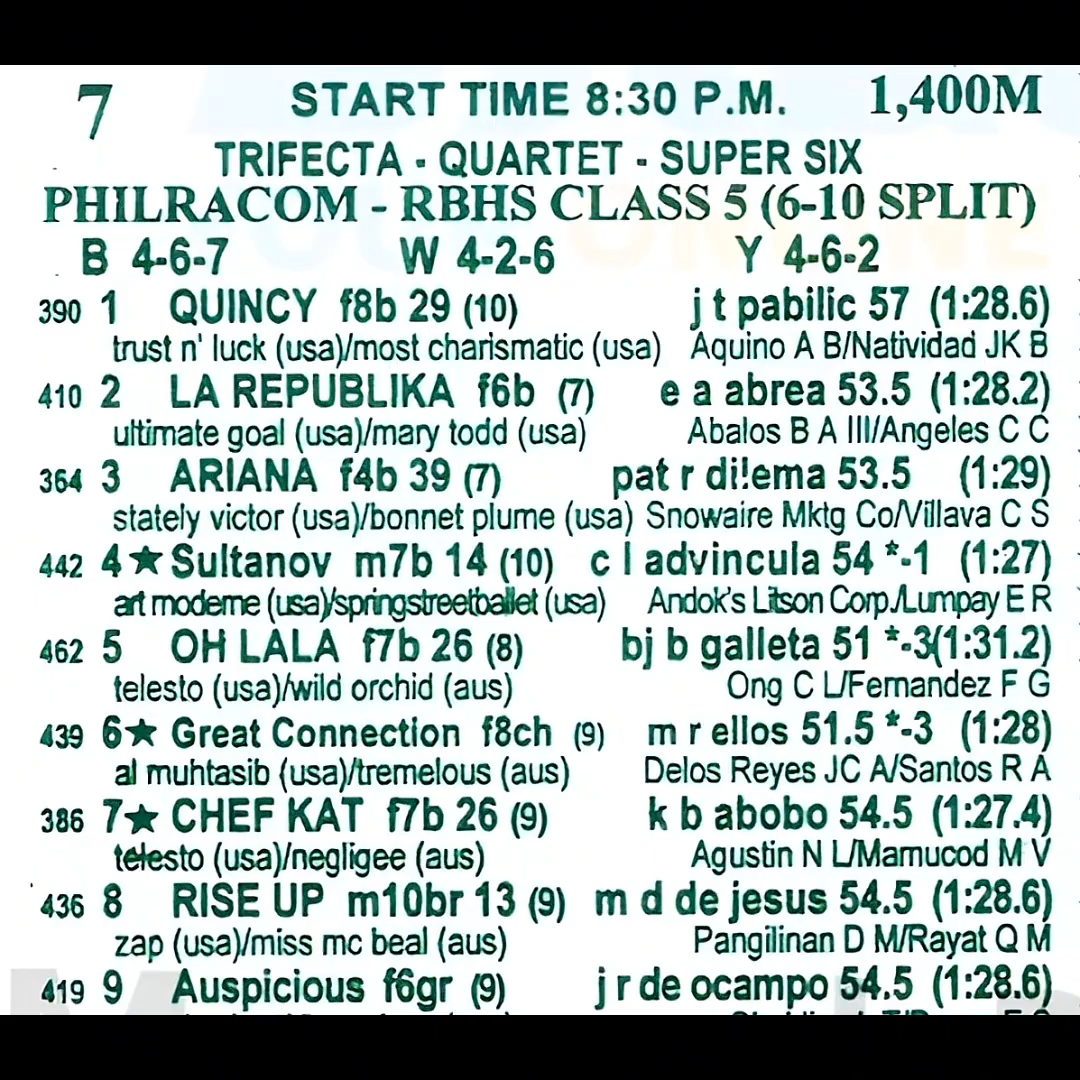 7 START TIME 8:30 P.M. 1,400M
TRIFECTA - QUARTET - SUPER SIX
PHILRACOM - RBHS CLASS 5 (6-10 SPLIT)
B 4-6-7 W 4-2-6 Y 4-6-2
390 1 QUINCY f8b 29 (10) j t pabilic 57 (1:28.6)
trust n' luck (usa)/most charismatic (usa) Aquino A B/Natividad JK B
410 2 LA REPUBLIKA f6b (7) e a abrea 53.5 (1:28.2)
ultimate goal (usa)/mary todd (usa) Abalos B A III/Angeles C C
364 3 ARIANA f4b 39 (7) pat r dilema 53.5 (1:29)
stately victor (usa)/bonnet plume (usa) Snowaire Mktg Co/Villava C S
442 4★ Sultanov m7b 14 (10) c l advincula 54 *-1 (1:27)
art moderne (usa)/springstreetballet (usa) Andok's Litson Corp./Lumpay E R
462 5 OH LALA f7b 26 (8) bj b galleta 51 *-3(1:31.2)
telesto (usa)/wild orchid (aus) Ong C L/Fernandez F G
439 6★ Great Connection f8ch (9) m r ellos 51.5 *-3 (1:28)
al muhtasib (usa)/tremelous (aus) Delos Reyes JC A/Santos R A
386 7★ CHEF KAT f7b 26 (9) k b abobo 54.5 (1:27.4)
telesto (usa)/negligee (aus) Agustin N L/Mamucod M V
436 8 RISE UP m10br 13 (9) m d de jesus 54.5 (1:28.6)
zap (usa)/miss mc beal (aus) Pangilinan D M/Rayat Q M
419 9 Auspicious f6gr (9) j r de ocampo 54.5 (1:28.6)